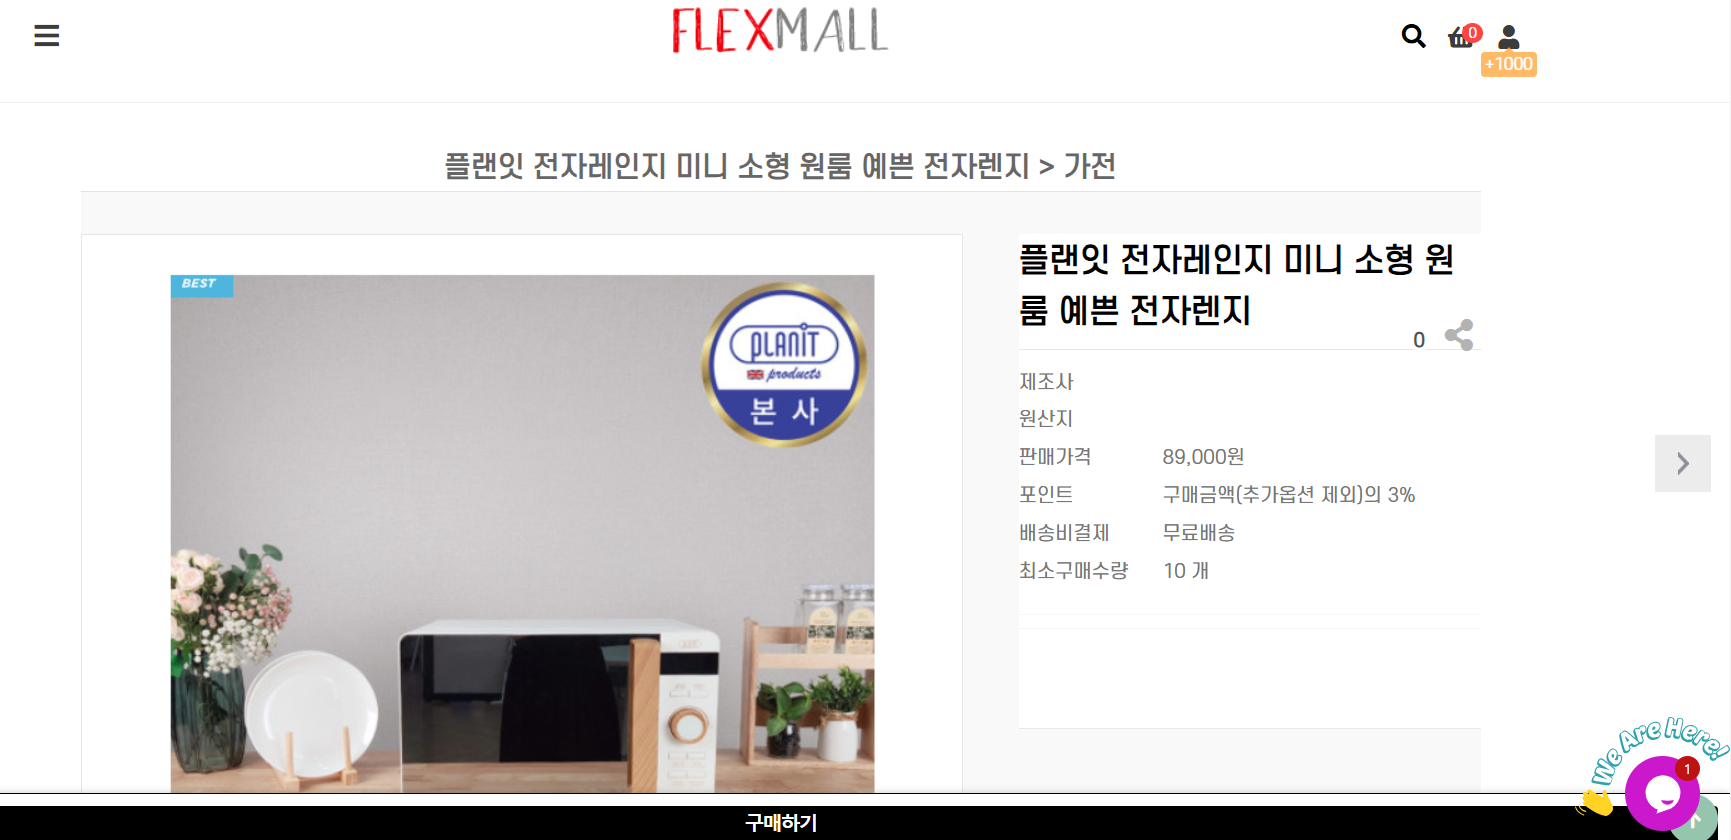 FLEXMALL
0
+1000
플랜잇 전자레인지 미니 소형 원룸 예쁜 전자렌지 > 가전
BEST
PLANIT
products
본 사
플랜잇 전자레인지 미니 소형 원
룸 예쁜 전자렌지
0
제조사
원산지
판매가격 89,000원
포인트 구매금액(추가옵션 제외)의 3%
배송비결제 무료배송
최소구매수량 10 개
We Are Here!
1
구매하기